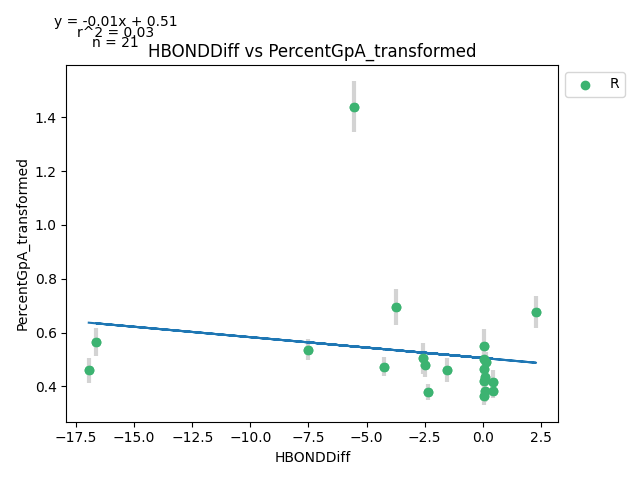 y = -0.01x + 0.51
r^2 = 0.03
n = 21
HBONDDiff vs PercentGpA_transformed
R
PercentGpA_transformed
1.4
1.2
1.0
0.8
0.6
0.4
−17.5 −15.0 −12.5 −10.0 −7.5 −5.0 −2.5 0.0 2.5
HBONDDiff